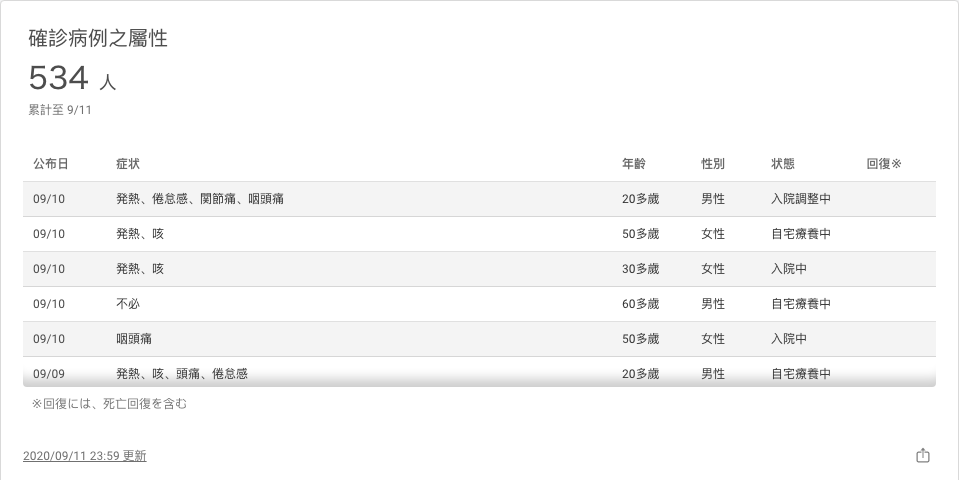 確診病例之屬性
534 人
累計至 9/11
公布日 症状 年齢 性別 状態 回復※
09/10 発熱、倦怠感、関節痛、咽頭痛 20多歲 男性 入院調整中
09/10 発熱、咳 50多歲 女性 自宅療養中
09/10 発熱、咳 30多歲 女性 入院中
09/10 不必 60多歲 男性 自宅療養中
09/10 咽頭痛 50多歲 女性 入院中
09/09 発熱、咳、頭痛、倦怠感 20多歲 男性 自宅療養中
※回復には、死亡回復を含む
2020/09/11 23:59 更新